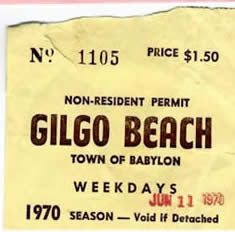 Nº 1105 PRICE $1.50
NON-RESIDENT PERMIT
GILGO BEACH
TOWN OF BABYLON
WEEKDAYS
JUN 11 1970
1970 SEASON — Void if Detached